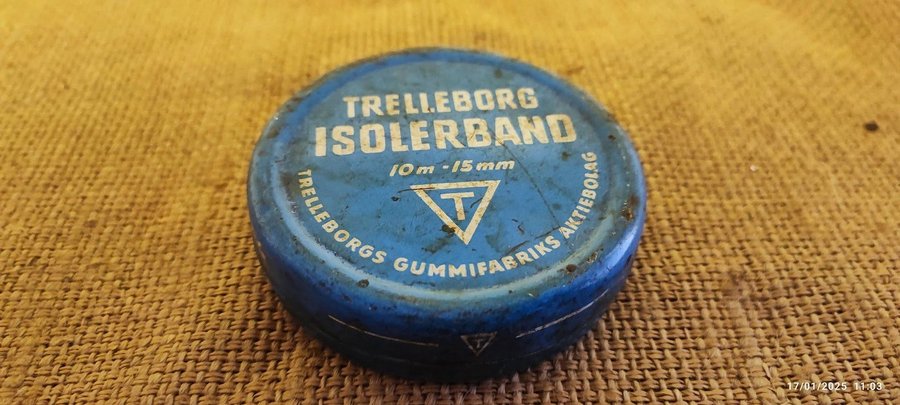 TRELLEBORG
ISOLERBAND
10m - 15mm
T
TRELLEBORGS GUMMIFABRIKS AKTIEBOLAG
T
17/01/2025 11:03